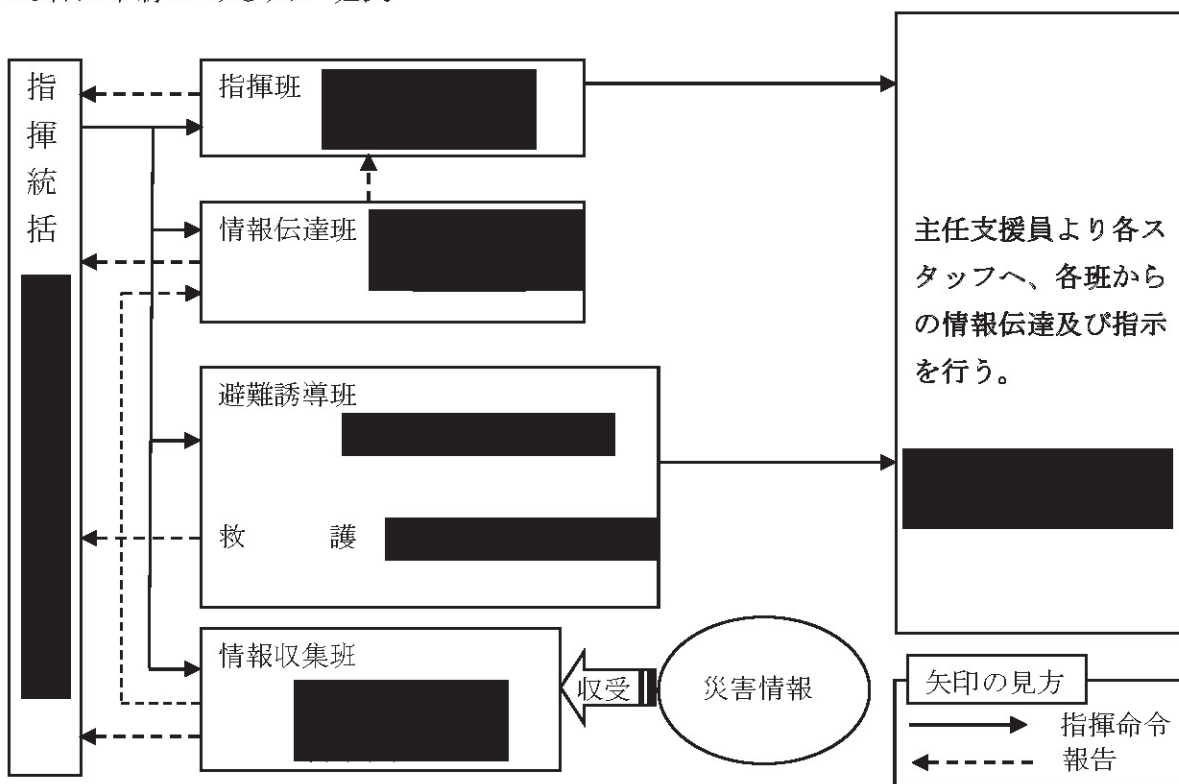 指揮統括
指揮班
情報伝達班
避難誘導班
救　　護
情報収集班
収受
災害情報
主任支援員より各ス
タッフへ、各班から
の情報伝達及び指示
を行う。
矢印の見方
指揮命令
報告